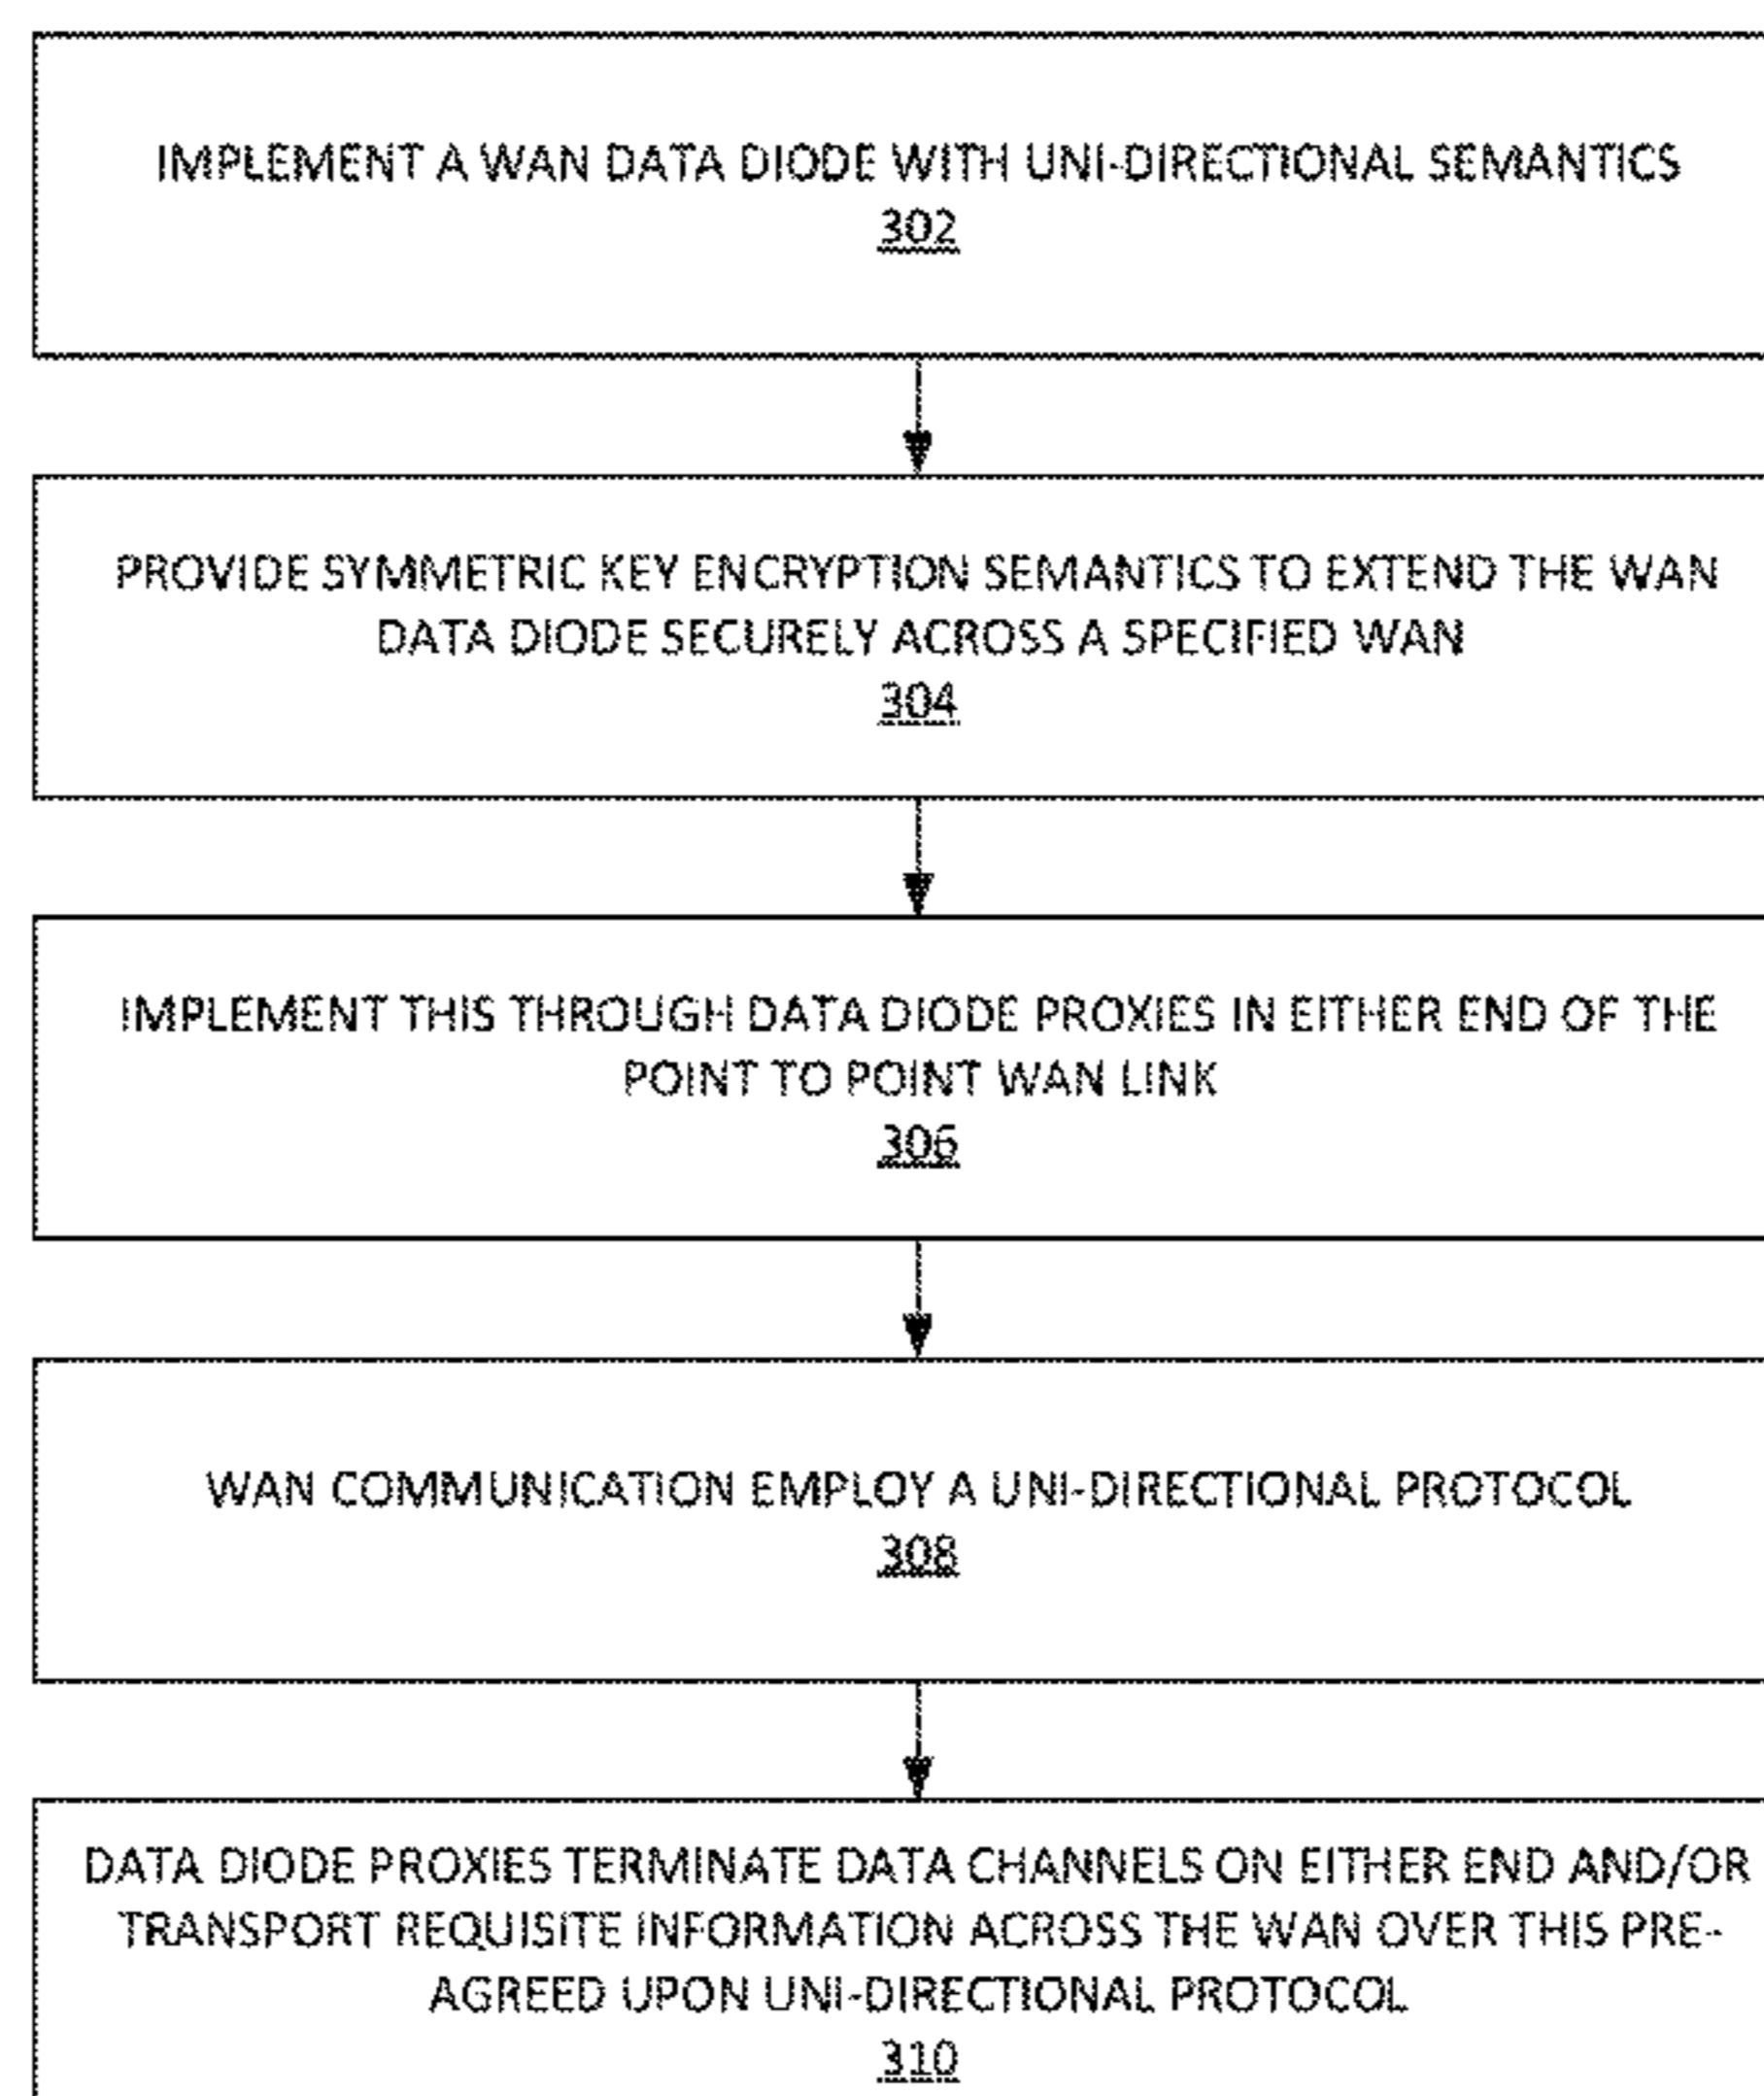 IMPLEMENT A WAN DATA DIODE WITH UNI-DIRECTIONAL SEMANTICS
302
PROVIDE SYMMETRIC KEY ENCRYPTION SEMANTICS TO EXTEND THE WAN
DATA DIODE SECURELY ACROSS A SPECIFIED WAN
304
IMPLEMENT THIS THROUGH DATA DIODE PROXIES IN EITHER END OF THE
POINT TO POINT WAN LINK
306
WAN COMMUNICATION EMPLOY A UNI-DIRECTIONAL PROTOCOL
308
DATA DIODE PROXIES TERMINATE DATA CHANNELS ON EITHER END AND/OR
TRANSPORT REQUISITE INFORMATION ACROSS THE WAN OVER THIS PRE-
AGREED UPON UNI-DIRECTIONAL PROTOCOL
310